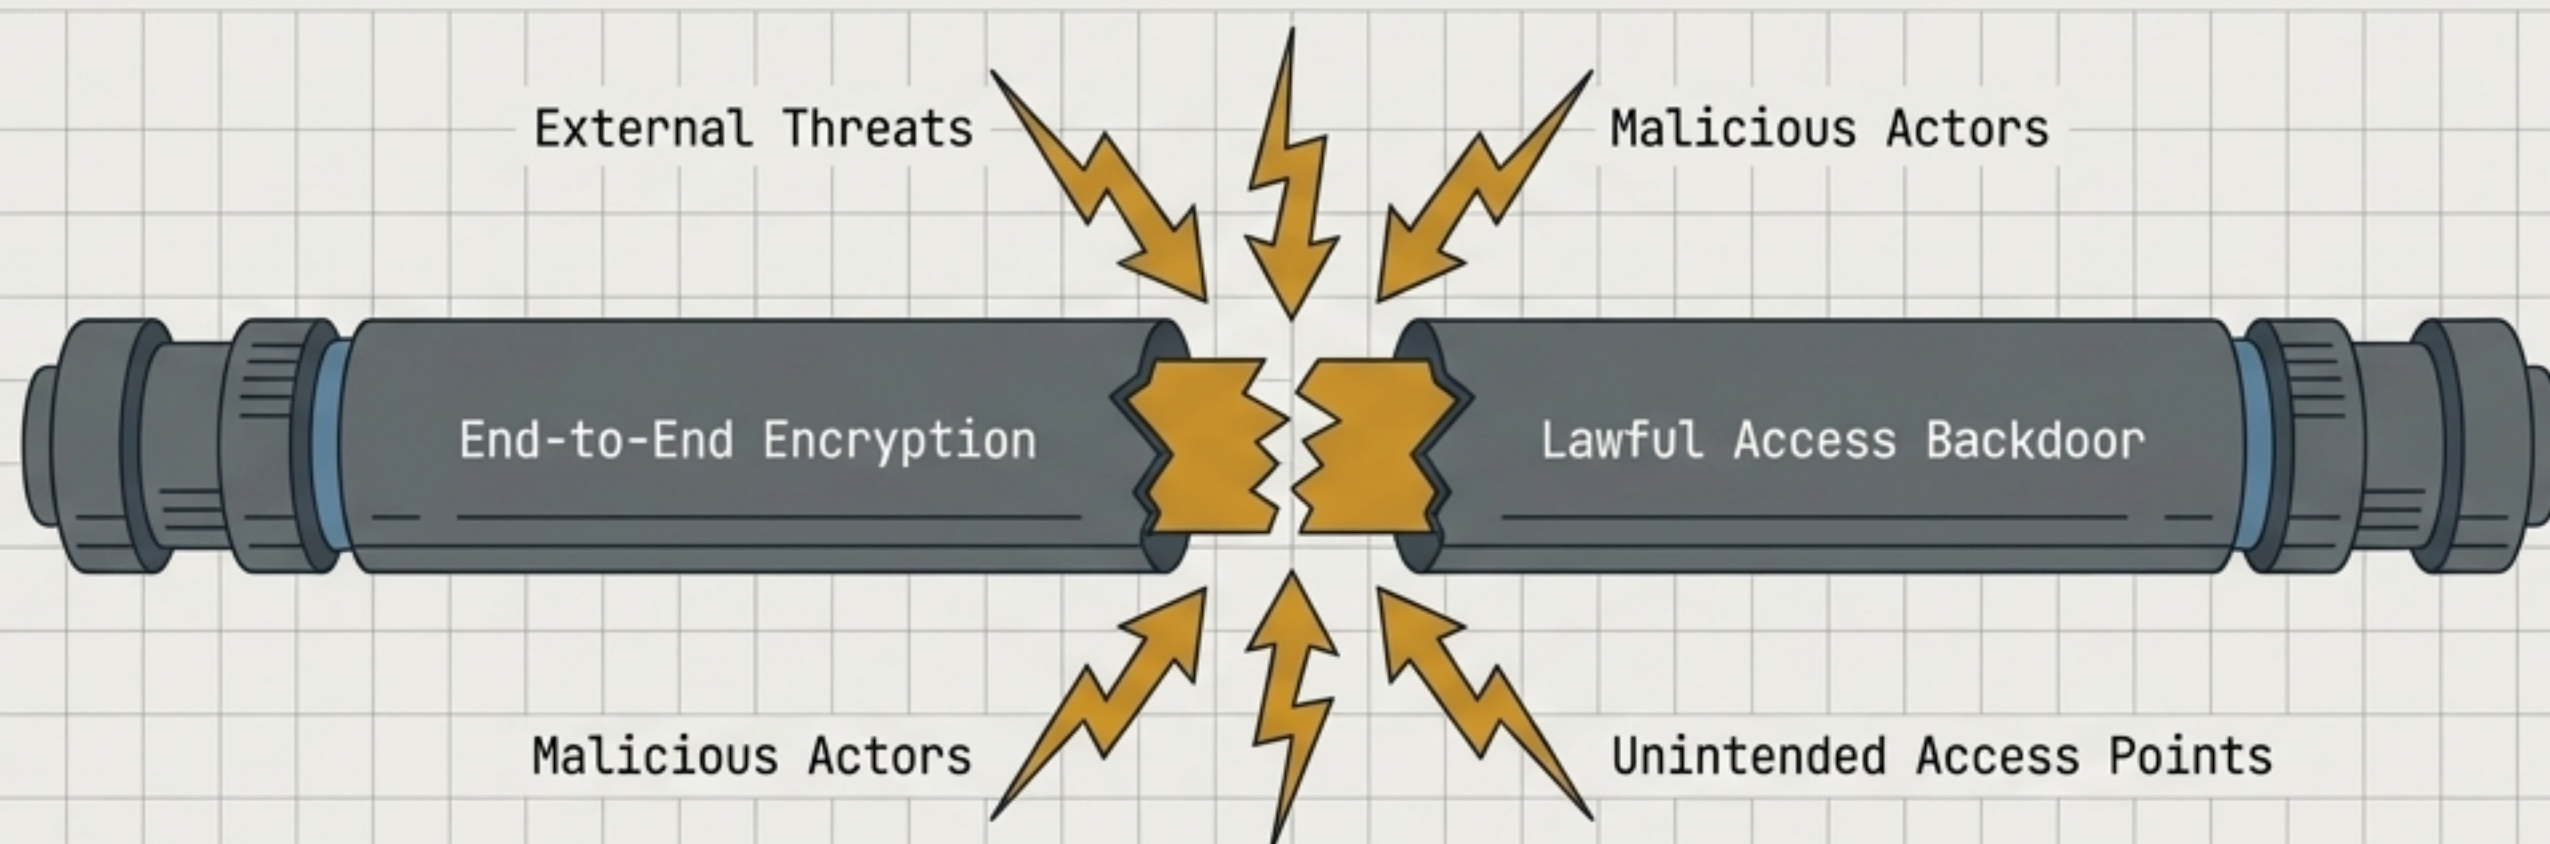 External Threats
Malicious Actors
End-to-End Encryption
Lawful Access Backdoor
Malicious Actors
Unintended Access Points